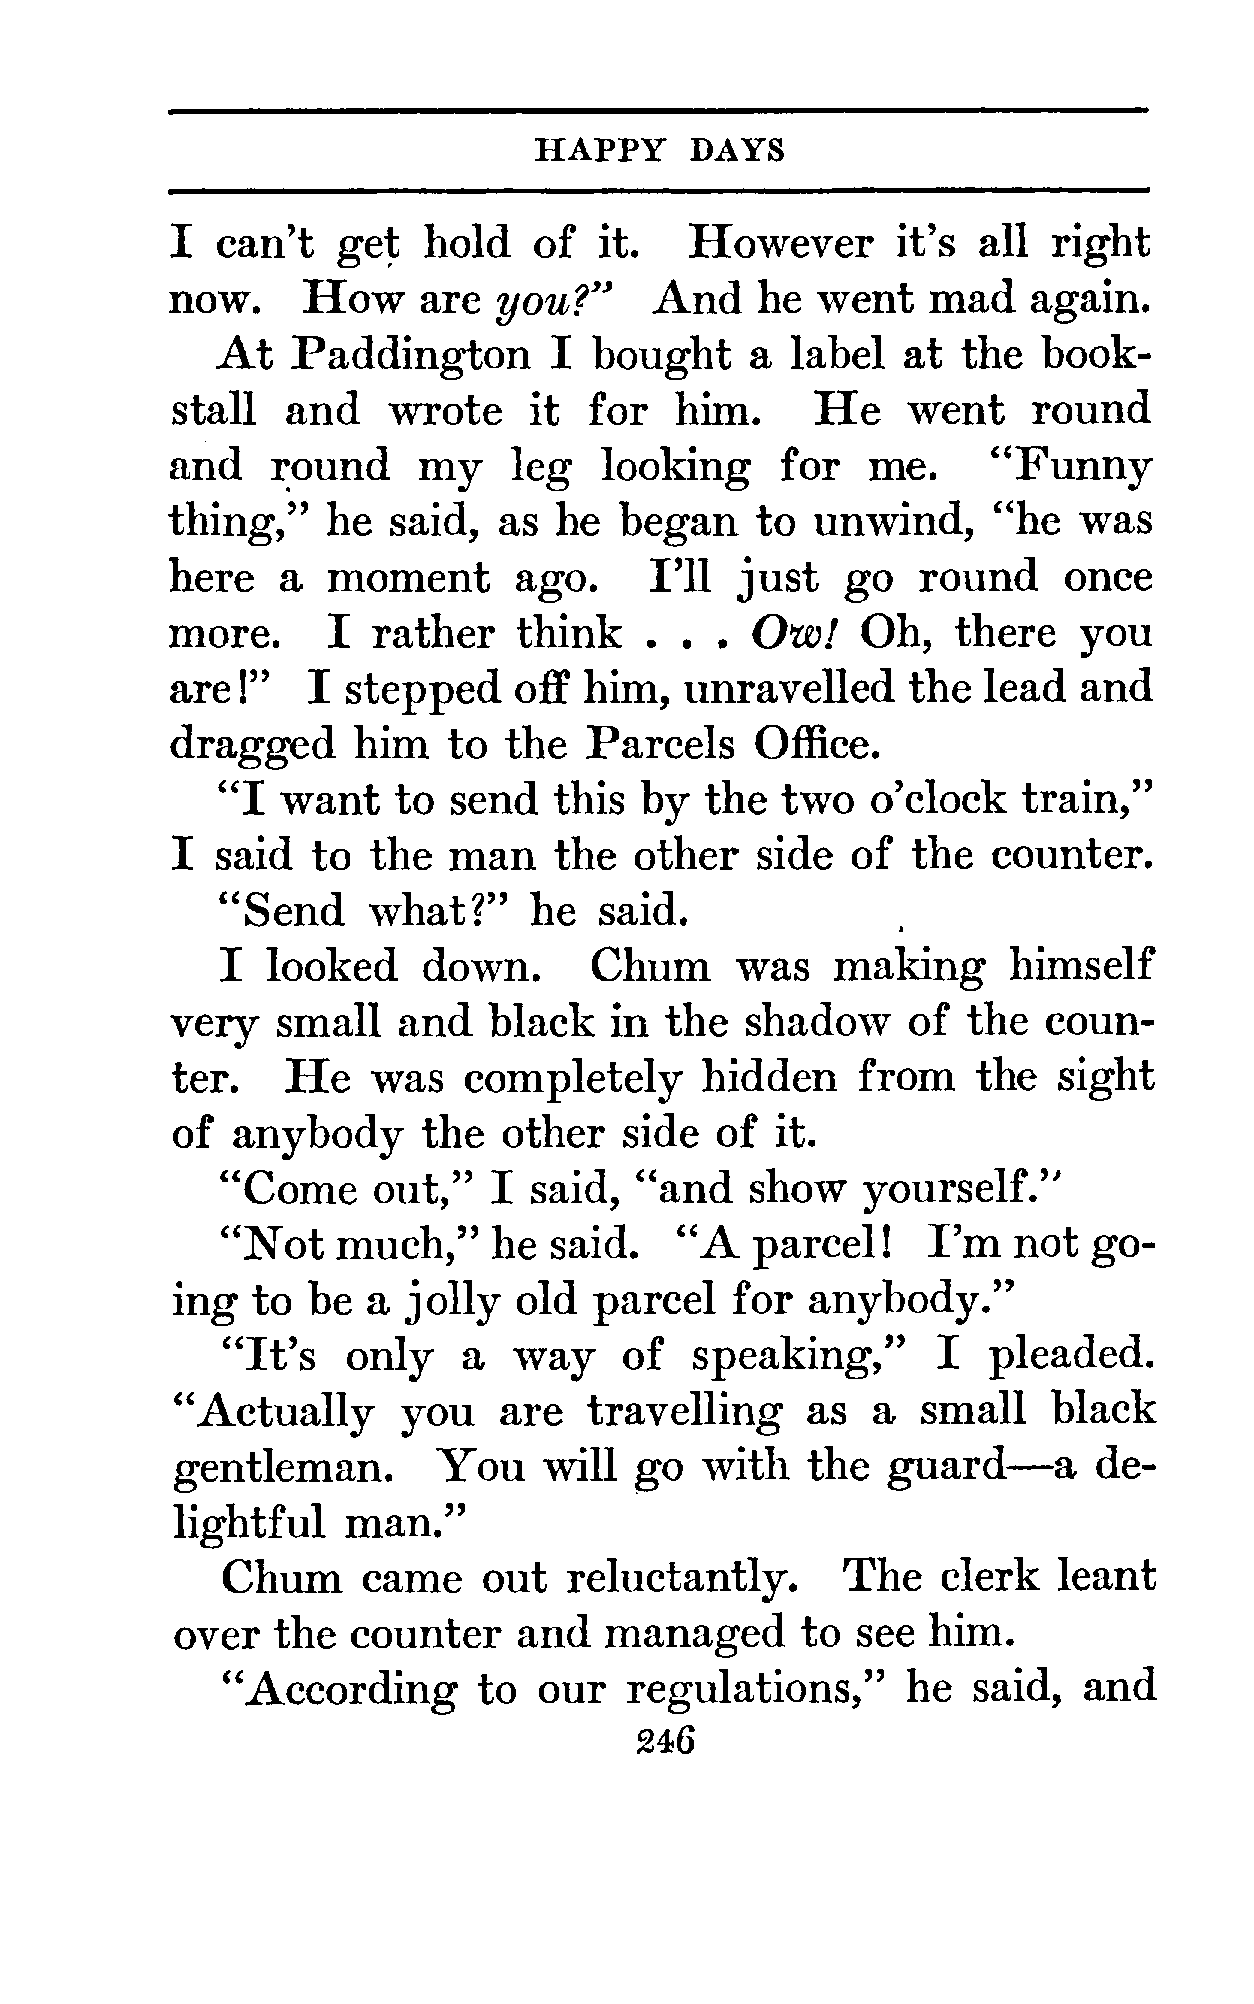 HAPPY DAYS
I can't get hold of it. However it's all right
now. How are you?" And he went mad again.
At Paddington I bought a label at the book-
stall and wrote it for him. He went round
and round my leg looking for me. "Funny
thing," he said, as he began to unwind, "he was
here a moment ago. I'll just go round once
more. I rather think . . . Ow! Oh, there you
are!" I stepped off him, unravelled the lead and
dragged him to the Parcels Office.
"I want to send this by the two o'clock train,"
I said to the man the other side of the counter.
"Send what?" he said.
I looked down. Chum was making himself
very small and black in the shadow of the coun-
ter. He was completely hidden from the sight
of anybody the other side of it.
"Come out," I said, "and show yourself."
"Not much," he said. "A parcel! I'm not go-
ing to be a jolly old parcel for anybody."
"It's only a way of speaking," I pleaded.
"Actually you are travelling as a small black
gentleman. You will go with the guard—a de-
lightful man."
Chum came out reluctantly. The clerk leant
over the counter and managed to see him.
"According to our regulations," he said, and
246